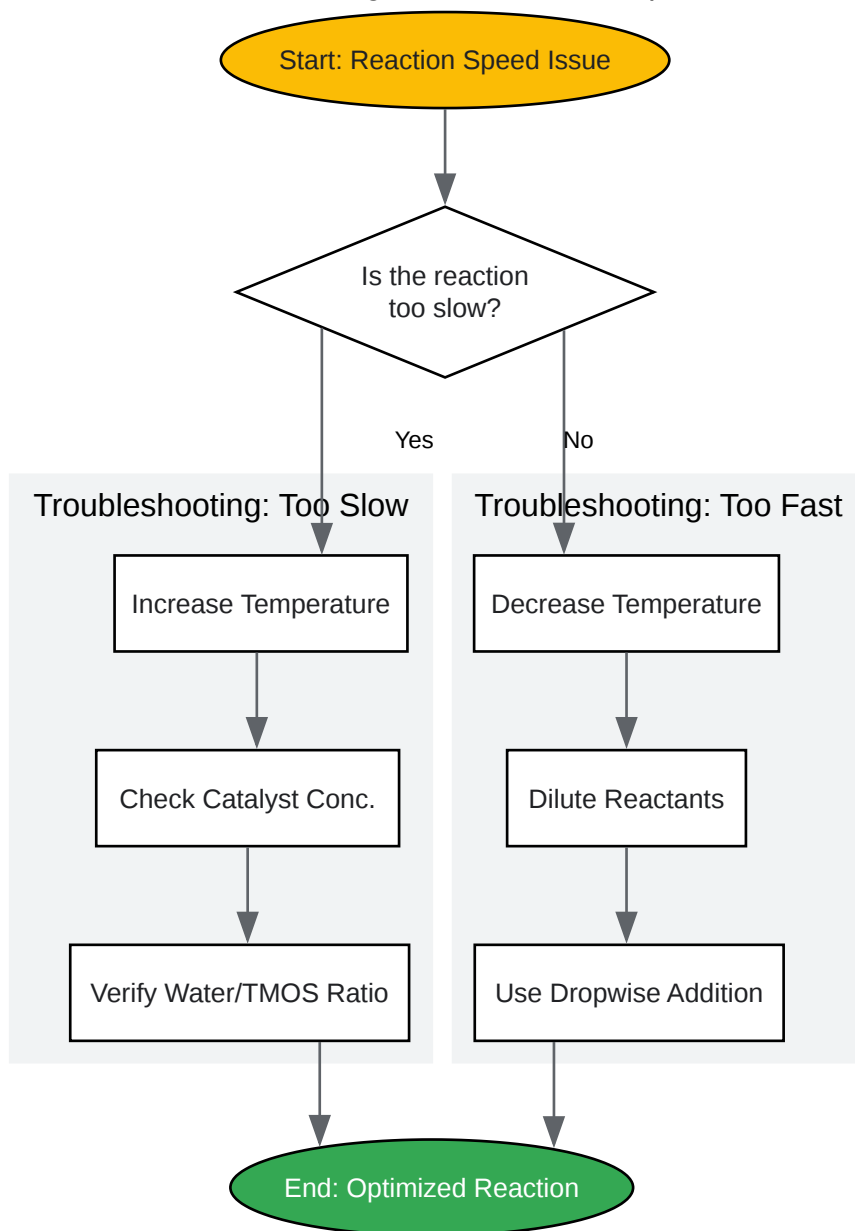 Start: Reaction Speed Issue
Is the reaction
too slow?
Yes
No
Troubleshooting: Too Slow
Troubleshooting: Too Fast
Increase Temperature
Decrease Temperature
Check Catalyst Conc.
Dilute Reactants
Verify Water/TMOS Ratio
Use Dropwise Addition
End: Optimized Reaction